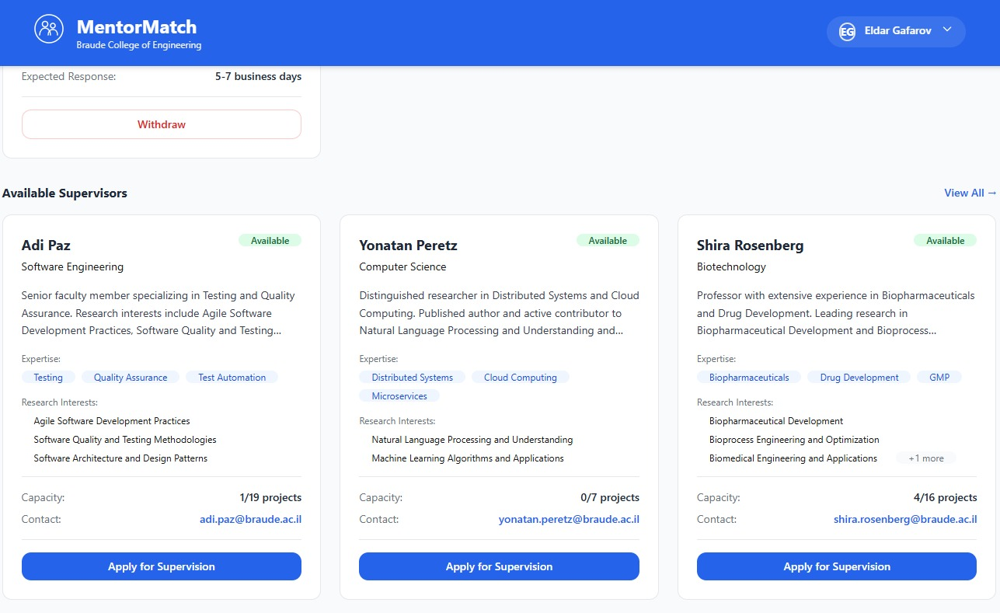 MentorMatch
Braude College of Engineering
EG Eldar Gafarov
Expected Response: 5-7 business days
Withdraw
Available Supervisors
View All →
Adi Paz
Available
Software Engineering
Senior faculty member specializing in Testing and Quality
Assurance. Research interests include Agile Software
Development Practices, Software Quality and Testing...
Expertise:
Testing Quality Assurance Test Automation
Research Interests:
Agile Software Development Practices
Software Quality and Testing Methodologies
Software Architecture and Design Patterns
Capacity: 1/19 projects
Contact: adi.paz@braude.ac.il
Apply for Supervision
Yonatan Peretz
Available
Computer Science
Distinguished researcher in Distributed Systems and Cloud
Computing. Published author and active contributor to
Natural Language Processing and Understanding and...
Expertise:
Distributed Systems Cloud Computing
Microservices
Research Interests:
Natural Language Processing and Understanding
Machine Learning Algorithms and Applications
Capacity: 0/7 projects
Contact: yonatan.peretz@braude.ac.il
Apply for Supervision
Shira Rosenberg
Available
Biotechnology
Professor with extensive experience in Biopharmaceuticals
and Drug Development. Leading research in
Biopharmaceutical Development and Bioprocess...
Expertise:
Biopharmaceuticals Drug Development GMP
Research Interests:
Biopharmaceutical Development
Bioprocess Engineering and Optimization
Biomedical Engineering and Applications +1 more
Capacity: 4/16 projects
Contact: shira.rosenberg@braude.ac.il
Apply for Supervision